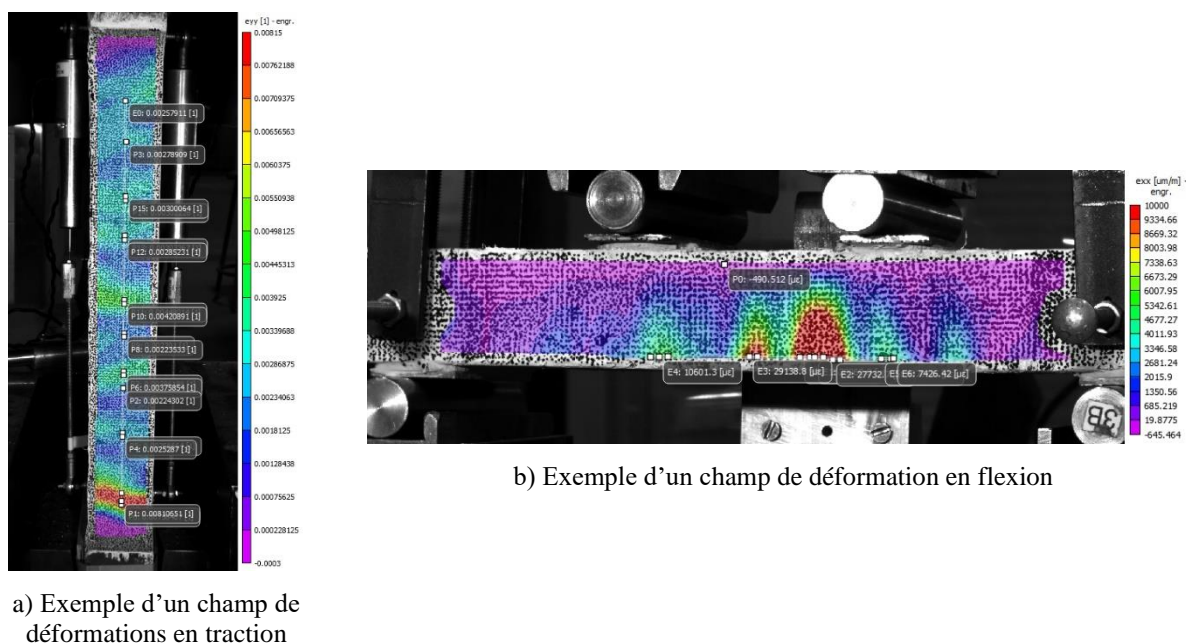 eyy [1] - engr.
0.00815
0.00762188
0.00709375
0.00656563
0.0060375
0.00550938
0.00498125
0.00445313
0.003925
0.00339688
0.00286875
0.00234063
0.0018125
0.00128438
0.00075625
0.000228125
-0.0003
E0: 0.00257911 [1]
P3: 0.00278909 [1]
P15: 0.00300064 [1]
P12: 0.00285231 [1]
P10: 0.00420891 [1]
P8: 0.00223533 [1]
P6: 0.00375854 [1]
P2: 0.00224302 [1]
P4: 0.0025287 [1]
P1: 0.00810651 [1]
a) Exemple d’un champ de
déformations en traction
exx [um/m] -
engr.
10000
9334.66
8669.32
8003.98
7338.63
6673.29
6007.95
5342.61
4677.27
4011.93
3346.58
2681.24
2015.9
1350.56
685.219
19.8775
-645.464
P0: -490.512 [µε]
E4: 10601.3 [µε]
E3: 29138.8 [µε]
E2: 27732.
E6: 7426.42 [µε]
3B
b) Exemple d’un champ de déformation en flexion